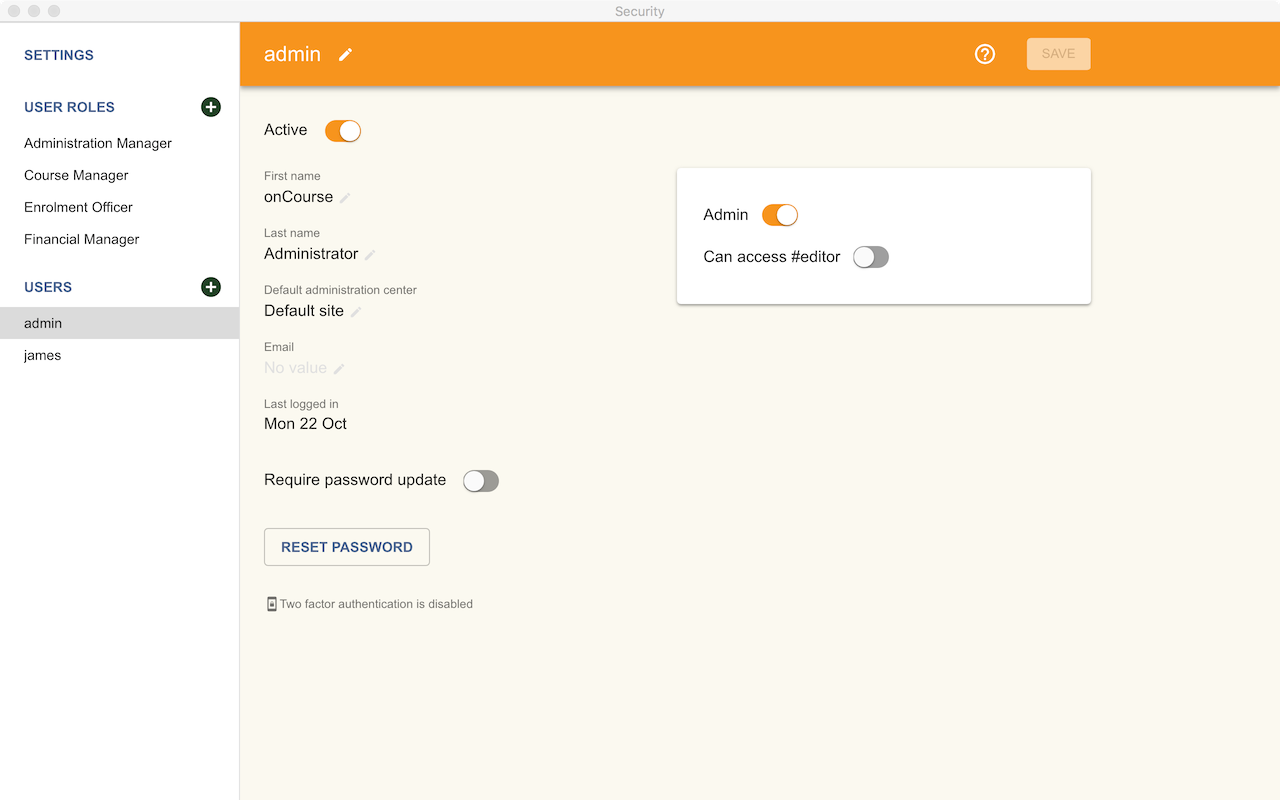 Security
SETTINGS
USER ROLES
Administration Manager
Course Manager
Enrolment Officer
Financial Manager
USERS
admin
james
admin
SAVE
Active
First name
onCourse
Last name
Administrator
Default administration center
Default site
Email
No value
Last logged in
Mon 22 Oct
Require password update
RESET PASSWORD
Two factor authentication is disabled
Admin
Can access #editor